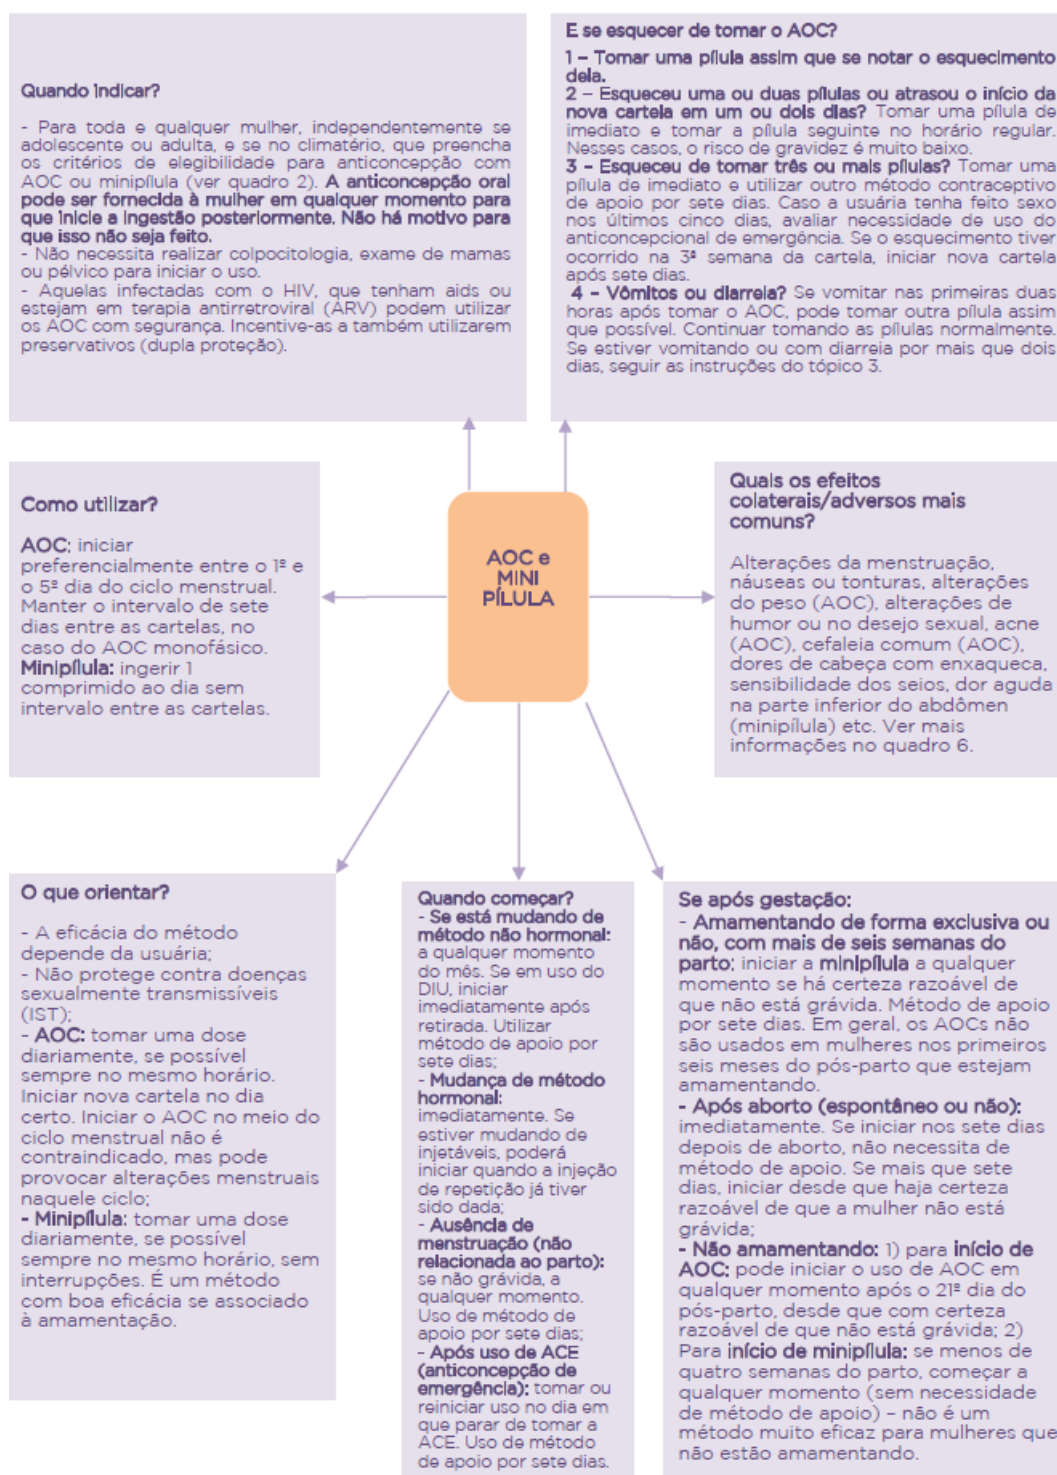 Quando indicar?
- Para toda e qualquer mulher, independentemente se
adolescente ou adulta, e se no climatério, que preencha
os critérios de elegibilidade para anticoncepção com
AOC ou minipílula (ver quadro 2). A anticoncepção oral
pode ser fornecida à mulher em qualquer momento para
que inicie a ingestão posteriormente. Não há motivo para
que isso não seja feito.
- Não necessita realizar colpocitologia, exame de mamas
ou pélvico para iniciar o uso.
- Aquelas infectadas com o HIV, que tenham aids ou
estejam em terapia antirretroviral (ARV) podem utilizar
os AOC com segurança. Incentive-as a também utilizarem
preservativos (dupla proteção).
E se esquecer de tomar o AOC?
1 – Tomar uma pílula assim que se notar o esquecimento
dela.
2 – Esqueceu uma ou duas pílulas ou atrasou o início da
nova cartela em um ou dois dias? Tomar uma pílula de
imediato e tomar a pílula seguinte no horário regular.
Nesses casos, o risco de gravidez é muito baixo.
3 – Esqueceu de tomar três ou mais pílulas? Tomar uma
pílula de imediato e utilizar outro método contraceptivo
de apoio por sete dias. Caso a usuária tenha feito sexo
nos últimos cinco dias, avaliar necessidade de uso do
anticoncepcional de emergência. Se o esquecimento tiver
ocorrido na 3ª semana da cartela, iniciar nova cartela
após sete dias.
4 – Vômitos ou diarreia? Se vomitar nas primeiras duas
horas após tomar o AOC, pode tomar outra pílula assim
que possível. Continuar tomando as pílulas normalmente.
Se estiver vomitando ou com diarreia por mais que dois
dias, seguir as instruções do tópico 3.
Como utilizar?
AOC: iniciar
preferencialmente entre o 1º e
o 5º dia do ciclo menstrual.
Manter o intervalo de sete
dias entre as cartelas, no
caso do AOC monofásico.
Minipílula: ingerir 1
comprimido ao dia sem
intervalo entre as cartelas.
AOC e
MINI
PÍLULA
Quais os efeitos
colaterais/adversos mais
comuns?
Alterações da menstruação,
náuseas ou tonturas, alterações
do peso (AOC), alterações de
humor ou no desejo sexual, acne
(AOC), cefaleia comum (AOC),
dores de cabeça com enxaqueca,
sensibilidade dos seios, dor aguda
na parte inferior do abdômen
(minipílula) etc. Ver mais
informações no quadro 6.
O que orientar?
- A eficácia do método
depende da usuária;
- Não protege contra doenças
sexualmente transmissíveis
(IST);
- AOC: tomar uma dose
diariamente, se possível
sempre no mesmo horário.
Iniciar nova cartela no dia
certo. Iniciar o AOC no meio do
ciclo menstrual não é
contraindicado, mas pode
provocar alterações menstruais
naquele ciclo;
- Minipílula: tomar uma dose
diariamente, se possível
sempre no mesmo horário, sem
interrupções. É um método
com boa eficácia se associado
à amamentação.
Quando começar?
- Se está mudando de
método não hormonal:
a qualquer momento
do mês. Se em uso do
DIU, iniciar
imediatamente após
retirada. Utilizar
método de apoio por
sete dias;
- Mudança de método
hormonal:
imediatamente. Se
estiver mudando de
injetáveis, poderá
iniciar quando a injeção
de repetição já tiver
sido dada;
- Ausência de
menstruação (não
relacionada ao parto):
se não grávida, a
qualquer momento.
Uso de método de
apoio por sete dias;
- Após uso de ACE
(anticoncepção de
emergência): tomar ou
reiniciar uso no dia em
que parar de tomar a
ACE. Uso de método
de apoio por sete dias.
Se após gestação:
- Amamentando de forma exclusiva ou
não, com mais de seis semanas do
parto: iniciar a minipílula a qualquer
momento se há certeza razoável de
que não está grávida. Método de apoio
por sete dias. Em geral, os AOCs não
são usados em mulheres nos primeiros
seis meses do pós-parto que estejam
amamentando.
- Após aborto (espontâneo ou não):
imediatamente. Se iniciar nos sete dias
depois de aborto, não necessita de
método de apoio. Se mais que sete
dias, iniciar desde que haja certeza
razoável de que a mulher não está
grávida;
- Não amamentando: 1) para início de
AOC: pode iniciar o uso de AOC em
qualquer momento após o 21º dia do
pós-parto, desde que com certeza
razoável de que não está grávida; 2)
Para início de minipílula: se menos de
quatro semanas do parto, começar a
qualquer momento (sem necessidade
de método de apoio) – não é um
método muito eficaz para mulheres que
não estão amamentando.